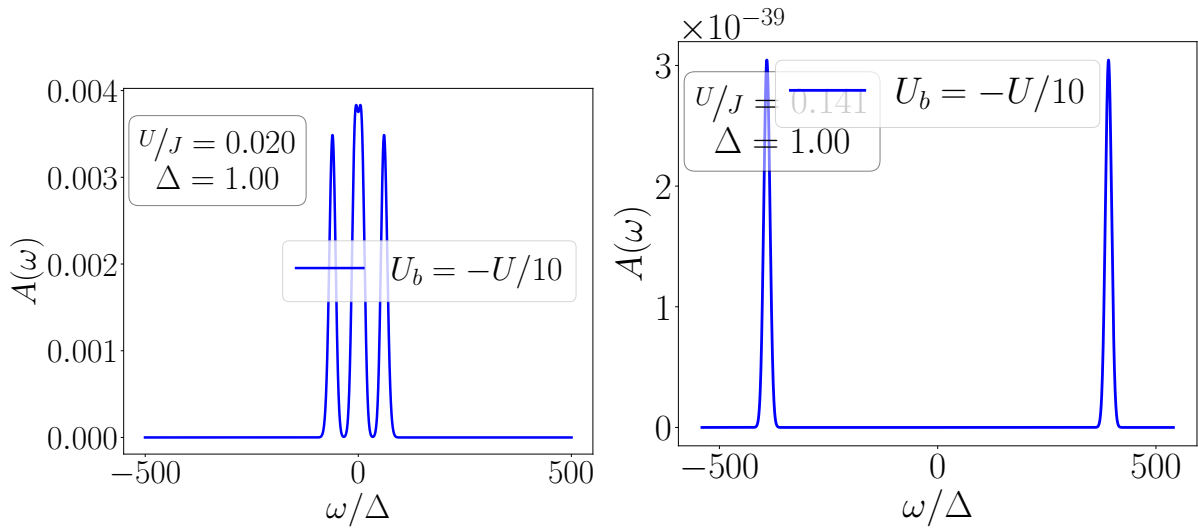 0.004
0.003
0.002
0.001
0.000
A(ω)
U/J = 0.020
Δ = 1.00
U_b = −U/10
−500
0
500
ω/Δ
×10^−39
3
2
1
0
A(ω)
U/J = 0.141
Δ = 1.00
U_b = −U/10
−500
0
500
ω/Δ